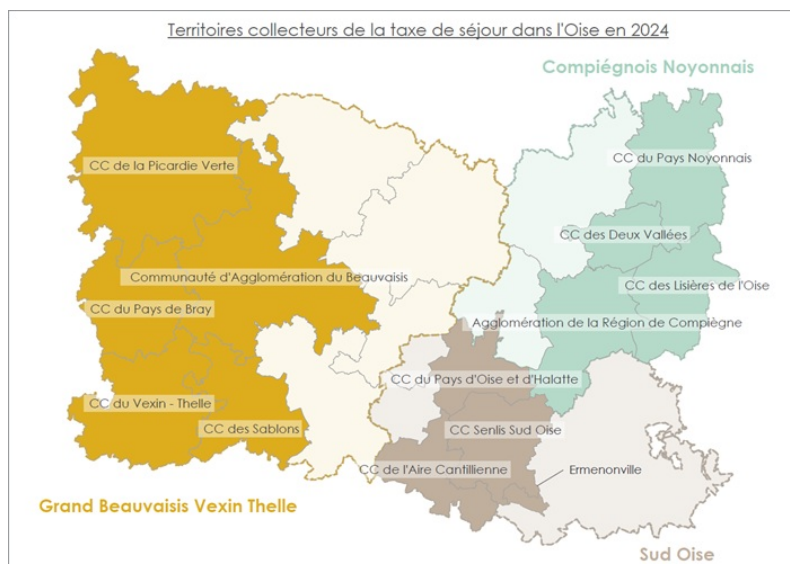 Territoires collecteurs de la taxe de séjour dans l'Oise en 2024
Compiégnois Noyonnais
CC de la Picardie Verte
CC du Pays Noyonnais
CC des Deux Vallées
Communauté d'Agglomération du Beauvaisis
CC des Lisières de l'Oise
CC du Pays de Bray
Agglomération de la Région de Compiègne
CC du Pays d'Oise et d'Halatte
CC du Vexin - Thelle
CC des Sablons
CC Senlis Sud Oise
CC de l'Aire Cantillienne
Ermenonville
Grand Beauvaisis Vexin Thelle
Sud Oise